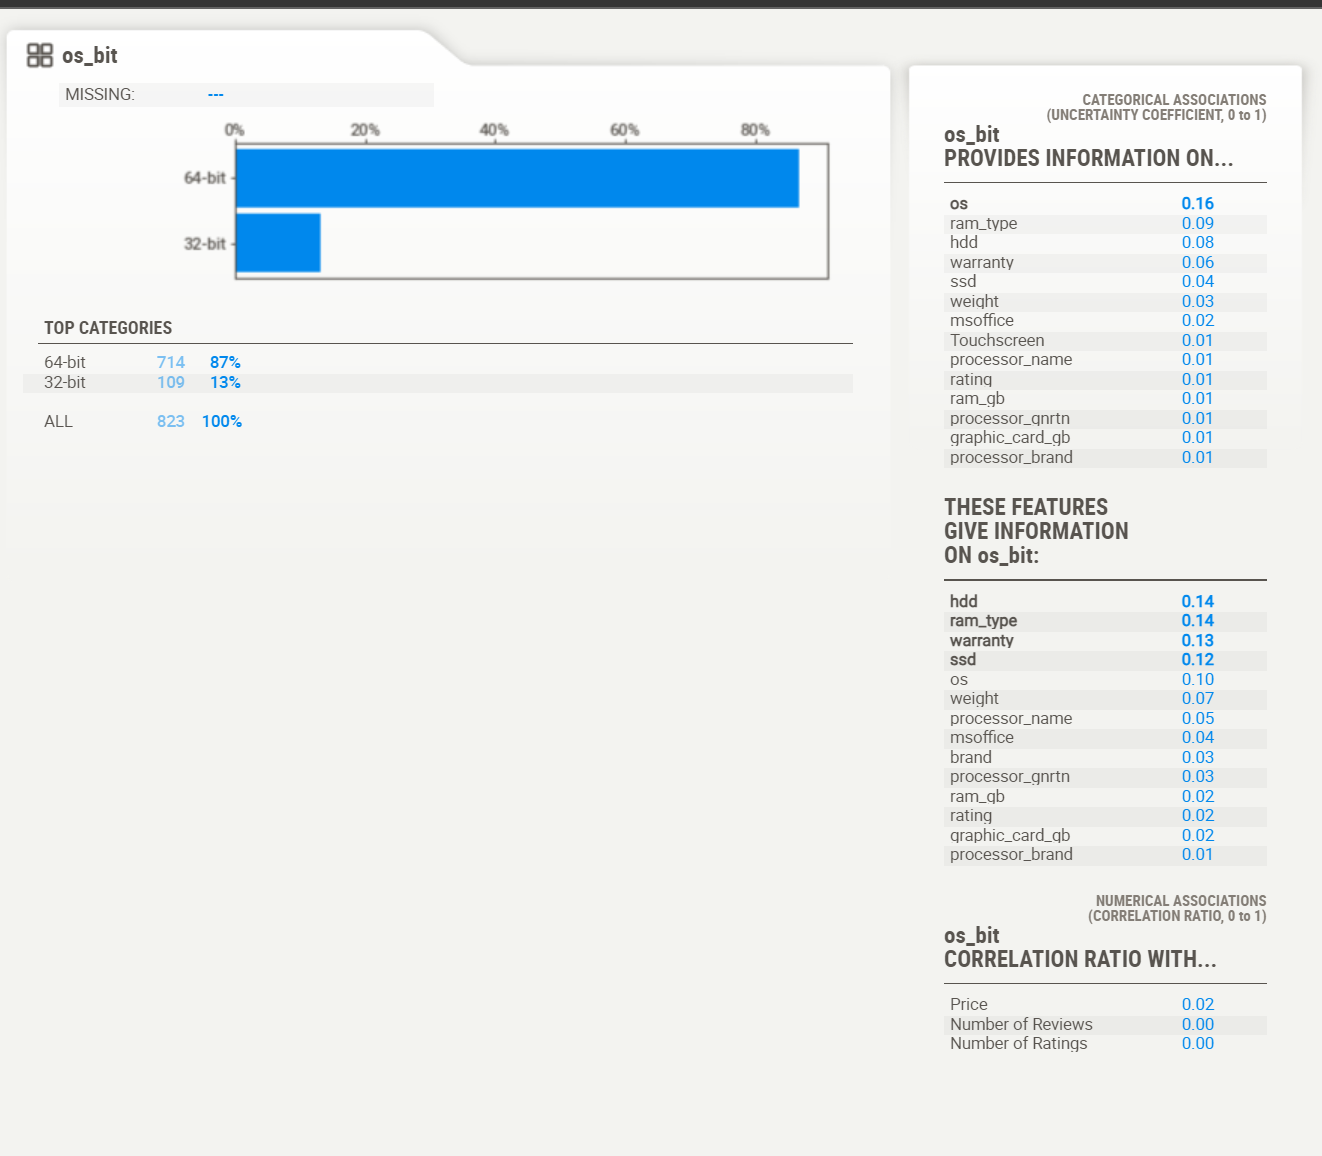 os_bit
MISSING: ---
0% 20% 40% 60% 80%
64-bit
32-bit
TOP CATEGORIES
64-bit 714 87%
32-bit 109 13%
ALL 823 100%
CATEGORICAL ASSOCIATIONS
(UNCERTAINTY COEFFICIENT, 0 to 1)
os_bit
PROVIDES INFORMATION ON...
os 0.16
ram_type 0.09
hdd 0.08
warranty 0.06
ssd 0.04
weight 0.03
msoffice 0.02
Touchscreen 0.01
processor_name 0.01
rating 0.01
ram_gb 0.01
processor_gnrtn 0.01
graphic_card_gb 0.01
processor_brand 0.01
THESE FEATURES
GIVE INFORMATION
ON os_bit:
hdd 0.14
ram_type 0.14
warranty 0.13
ssd 0.12
os 0.10
weight 0.07
processor_name 0.05
msoffice 0.04
brand 0.03
processor_gnrtn 0.03
ram_gb 0.02
rating 0.02
graphic_card_gb 0.02
processor_brand 0.01
NUMERICAL ASSOCIATIONS
(CORRELATION RATIO, 0 to 1)
os_bit
CORRELATION RATIO WITH...
Price 0.02
Number of Reviews 0.00
Number of Ratings 0.00